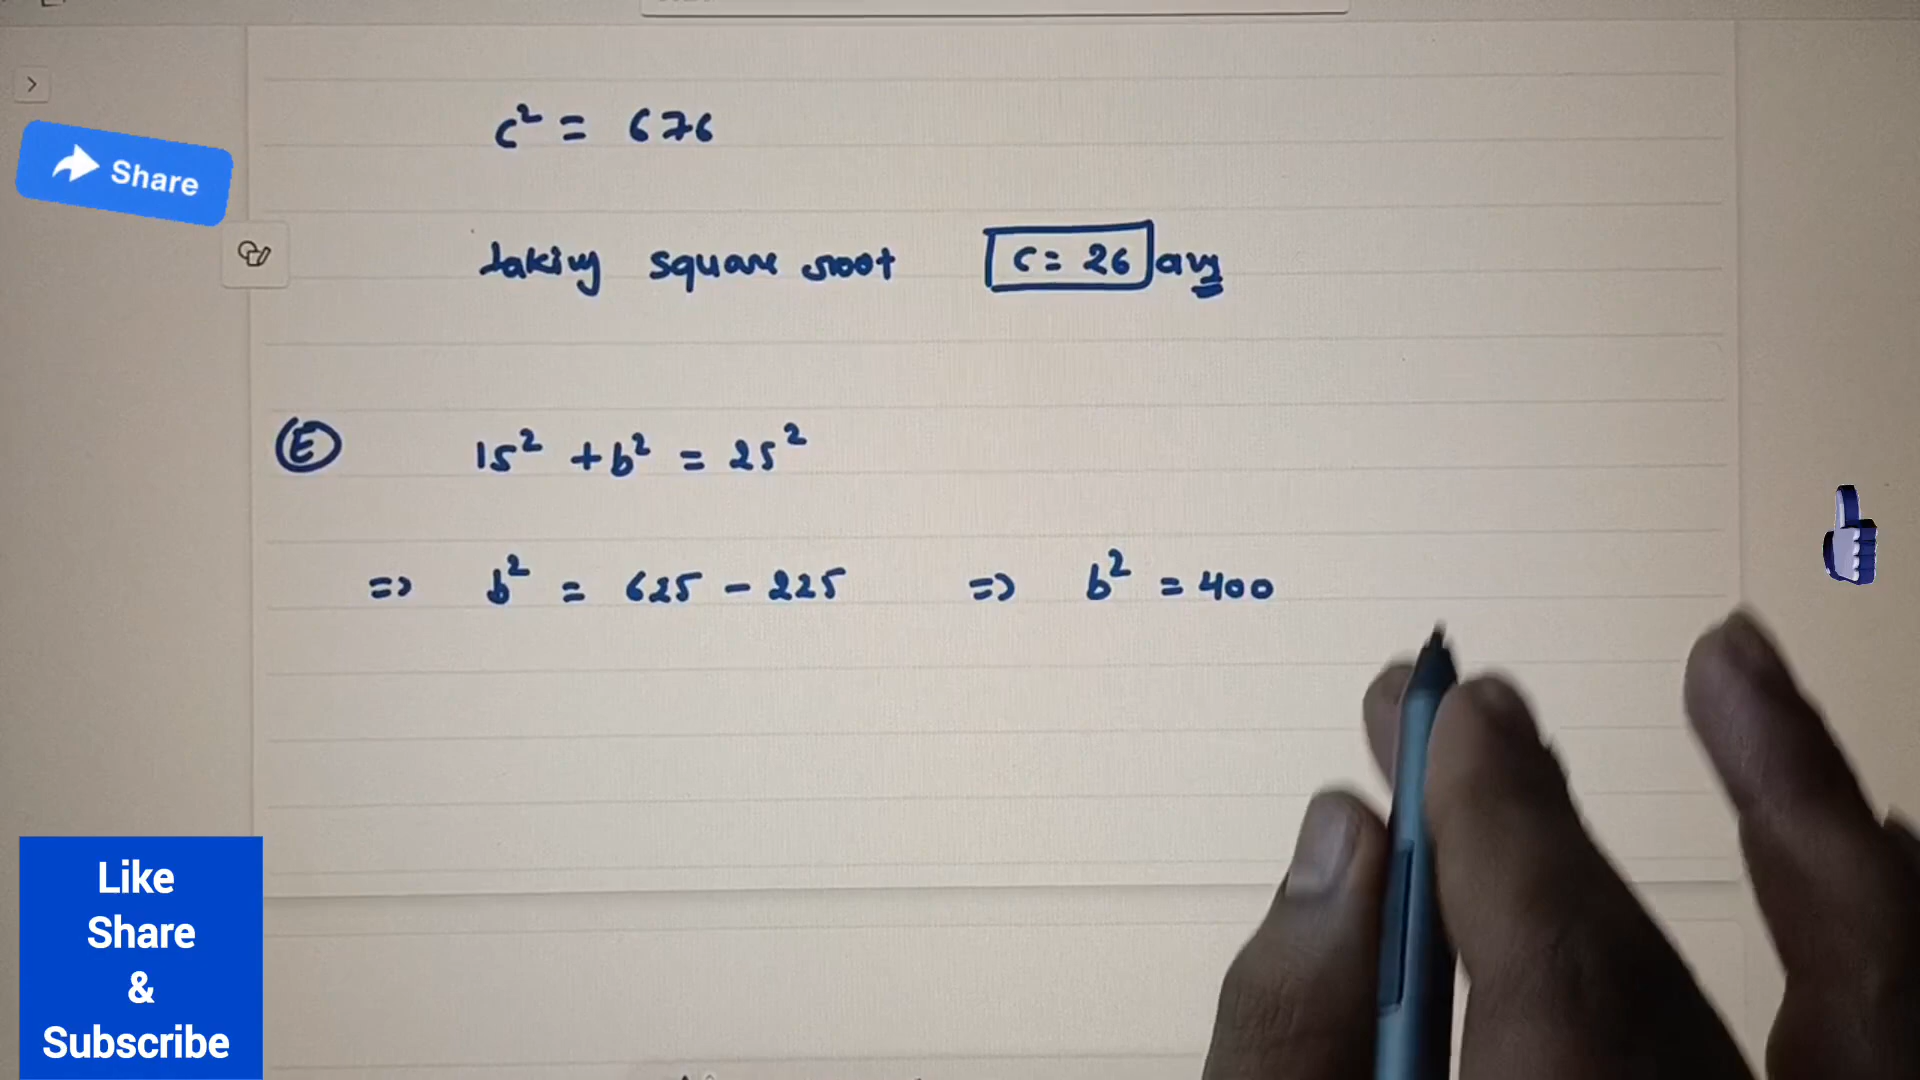 c² = 676
Share
taking square root c = 26 ans
E 15² + b² = 25²
=> b² = 625 - 225 => b² = 400
Like
Share
&
Subscribe